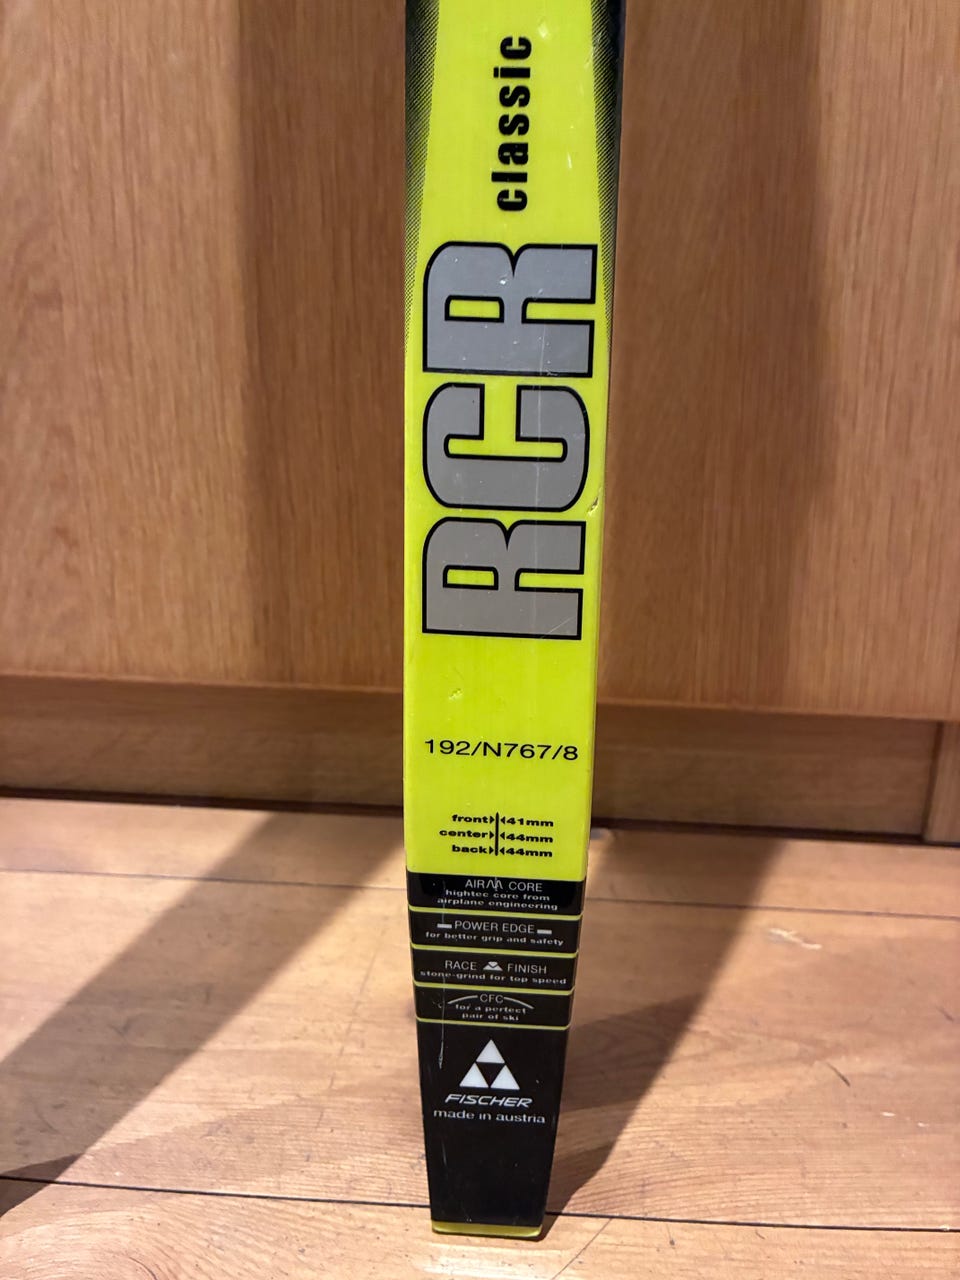 classic
RCR
192/N767/8
front 41mm
center 44mm
back 44mm
AIR CORE
hightec core from
airplane engineering
POWER EDGE
for better grip and safety
RACE FINISH
stone-grind for top speed
CFC
for a perfect
pair of ski
FISCHER
made in austria